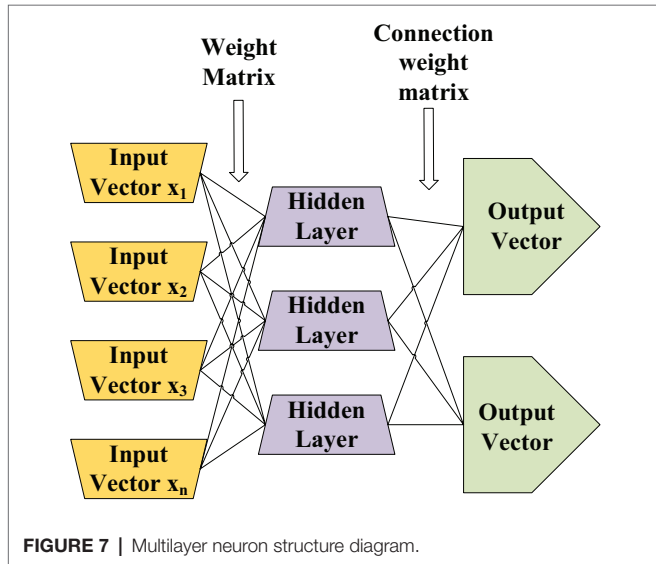 Weight
Matrix
Connection
weight
matrix
Input
Vector x₁
Input
Vector x₂
Input
Vector x₃
Input
Vector xₙ
Hidden
Layer
Hidden
Layer
Hidden
Layer
Output
Vector
Output
Vector
FIGURE 7 | Multilayer neuron structure diagram.